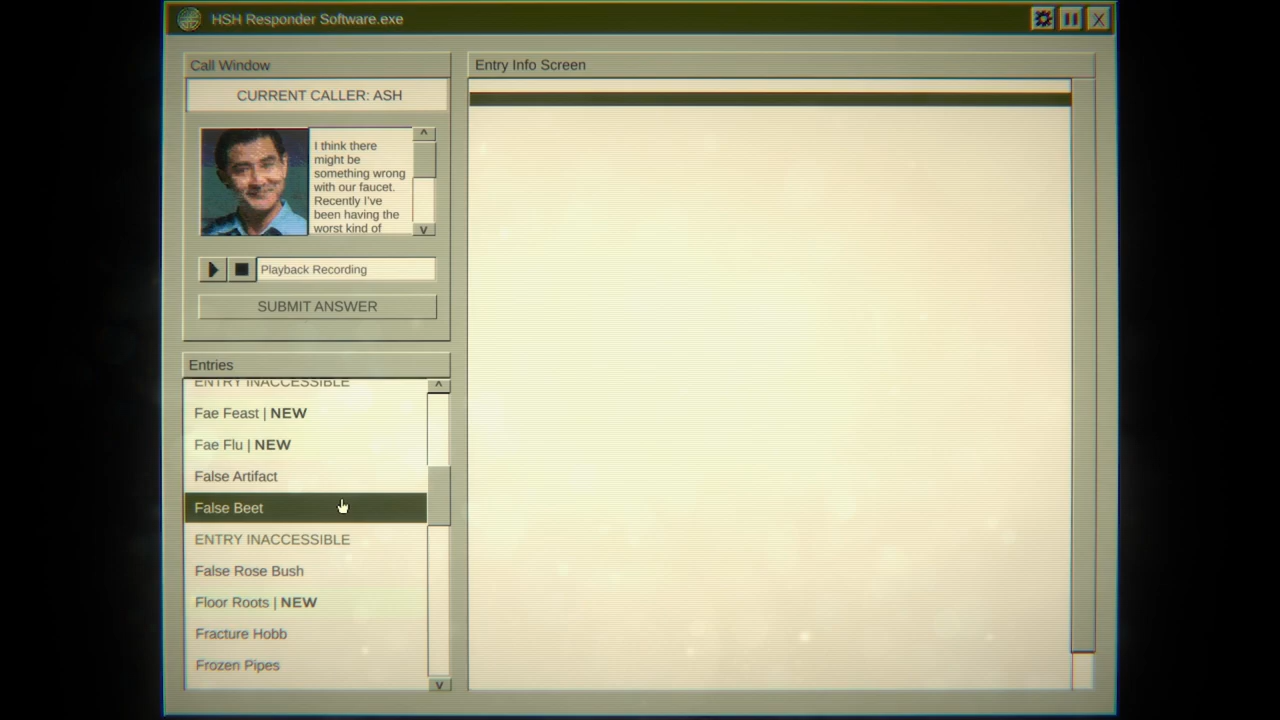 HSH Responder Software.exe
X
Call Window
CURRENT CALLER: ASH
I think there
might be
something wrong
with our faucet.
Recently I've
been having the
worst kind of
Playback Recording
SUBMIT ANSWER
Entries
ENTRY INACCESSIBLE
Fae Feast | NEW
Fae Flu | NEW
False Artifact
False Beet
ENTRY INACCESSIBLE
False Rose Bush
Floor Roots | NEW
Fracture Hobb
Frozen Pipes
Entry Info Screen